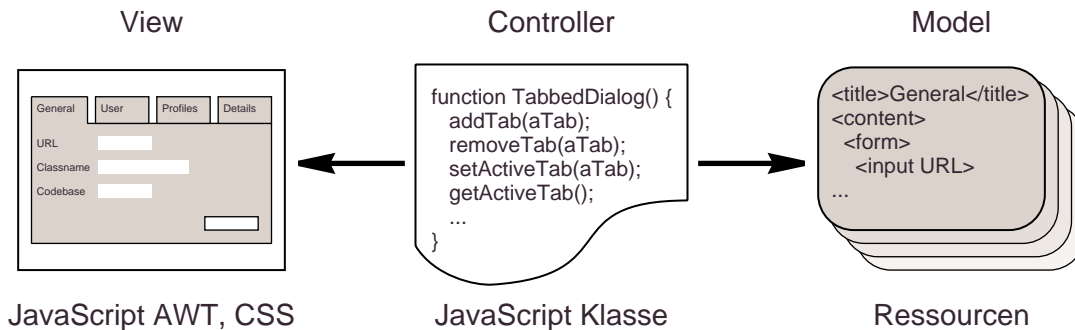 View
Controller
Model
General User Profiles Details
URL
Classname
Codebase
function TabbedDialog() {
addTab(aTab);
removeTab(aTab);
setActiveTab(aTab);
getActiveTab();
...
}
<title>General</title>
<content>
<form>
<input URL>
...
JavaScript AWT, CSS
JavaScript Klasse
Ressourcen